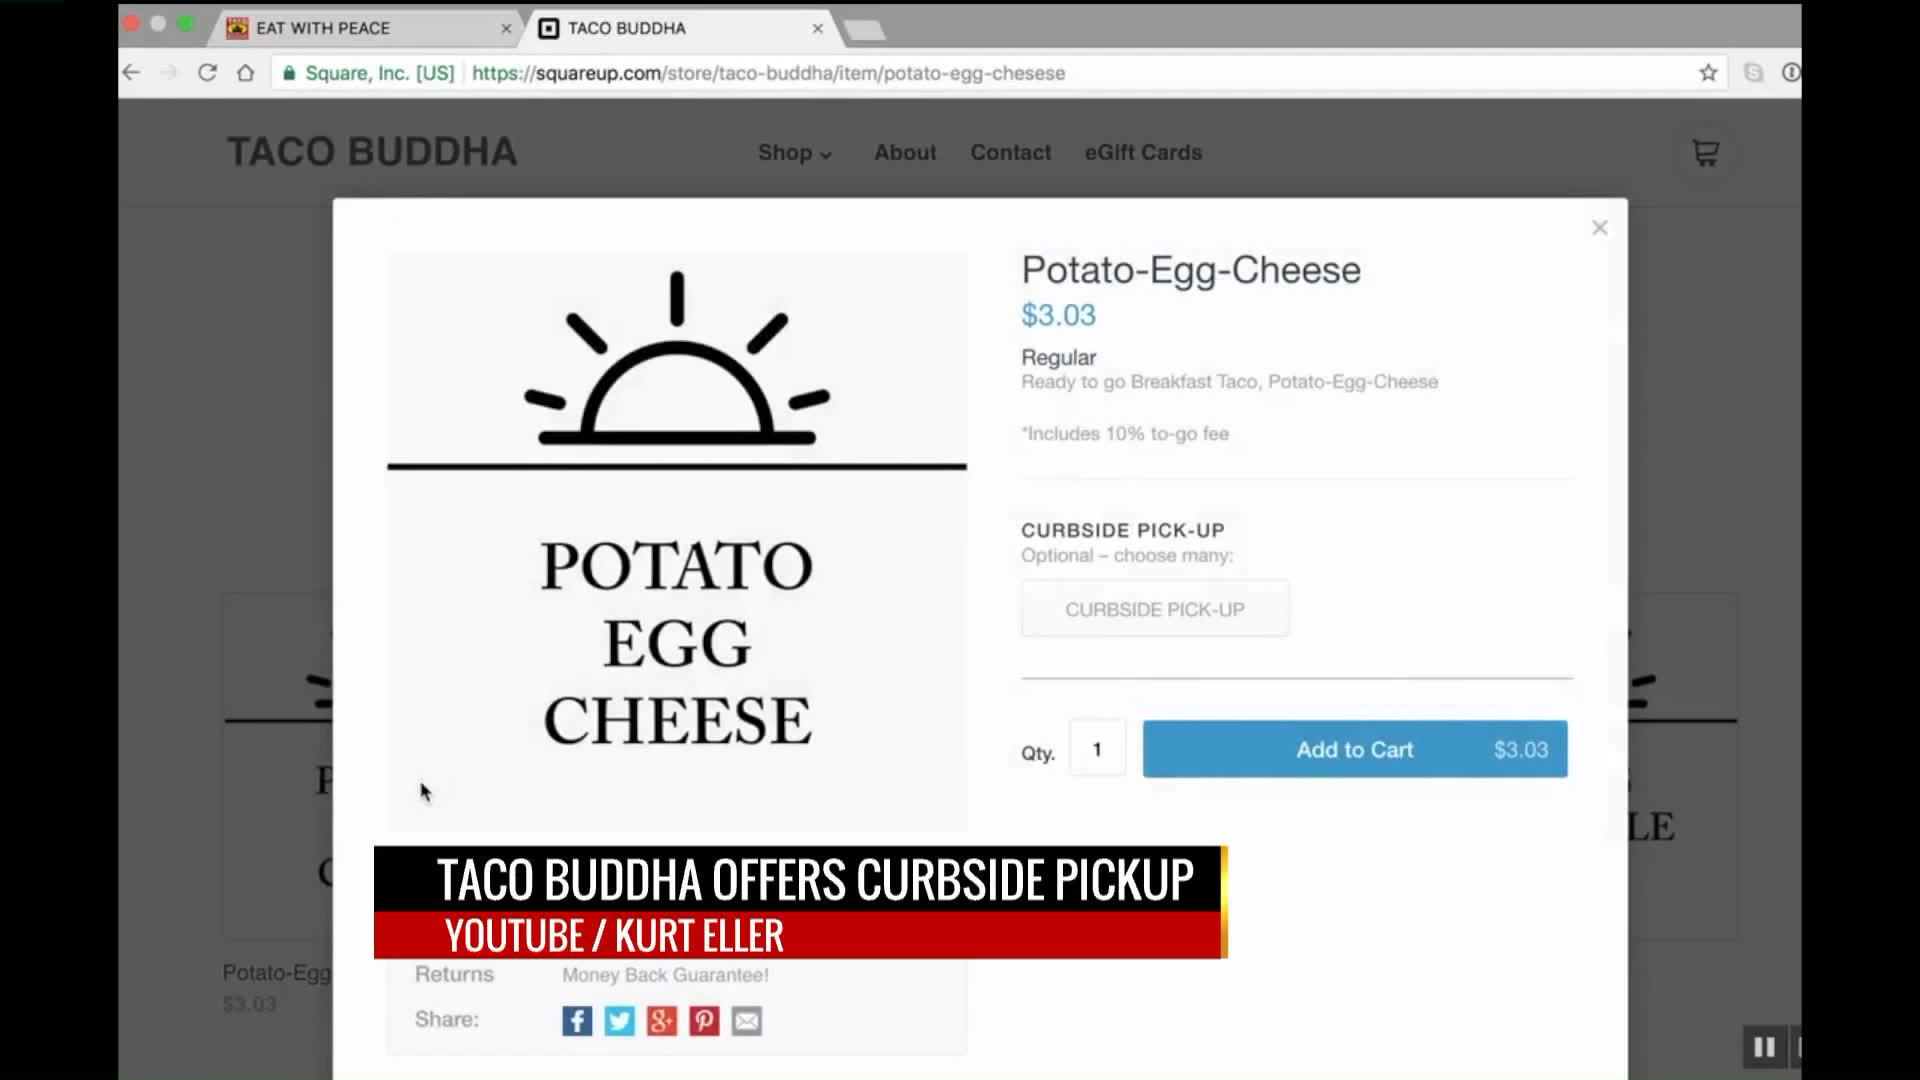 EAT WITH PEACE
TACO BUDDHA
Square, Inc. [US] https://squareup.com/store/taco-buddha/item/potato-egg-chesese
TACO BUDDHA
Shop
About
Contact
eGift Cards
POTATO
EGG
CHEESE
Potato-Egg-Cheese
$3.03
Regular
Ready to go Breakfast Taco, Potato-Egg-Cheese
*Includes 10% to-go fee
CURBSIDE PICK-UP
Optional – choose many:
CURBSIDE PICK-UP
Qty. 1
Add to Cart $3.03
LE
TACO BUDDHA OFFERS CURBSIDE PICKUP
YOUTUBE / KURT ELLER
Returns Money Back Guarantee!
Share:
Potato-Egg
$3.03